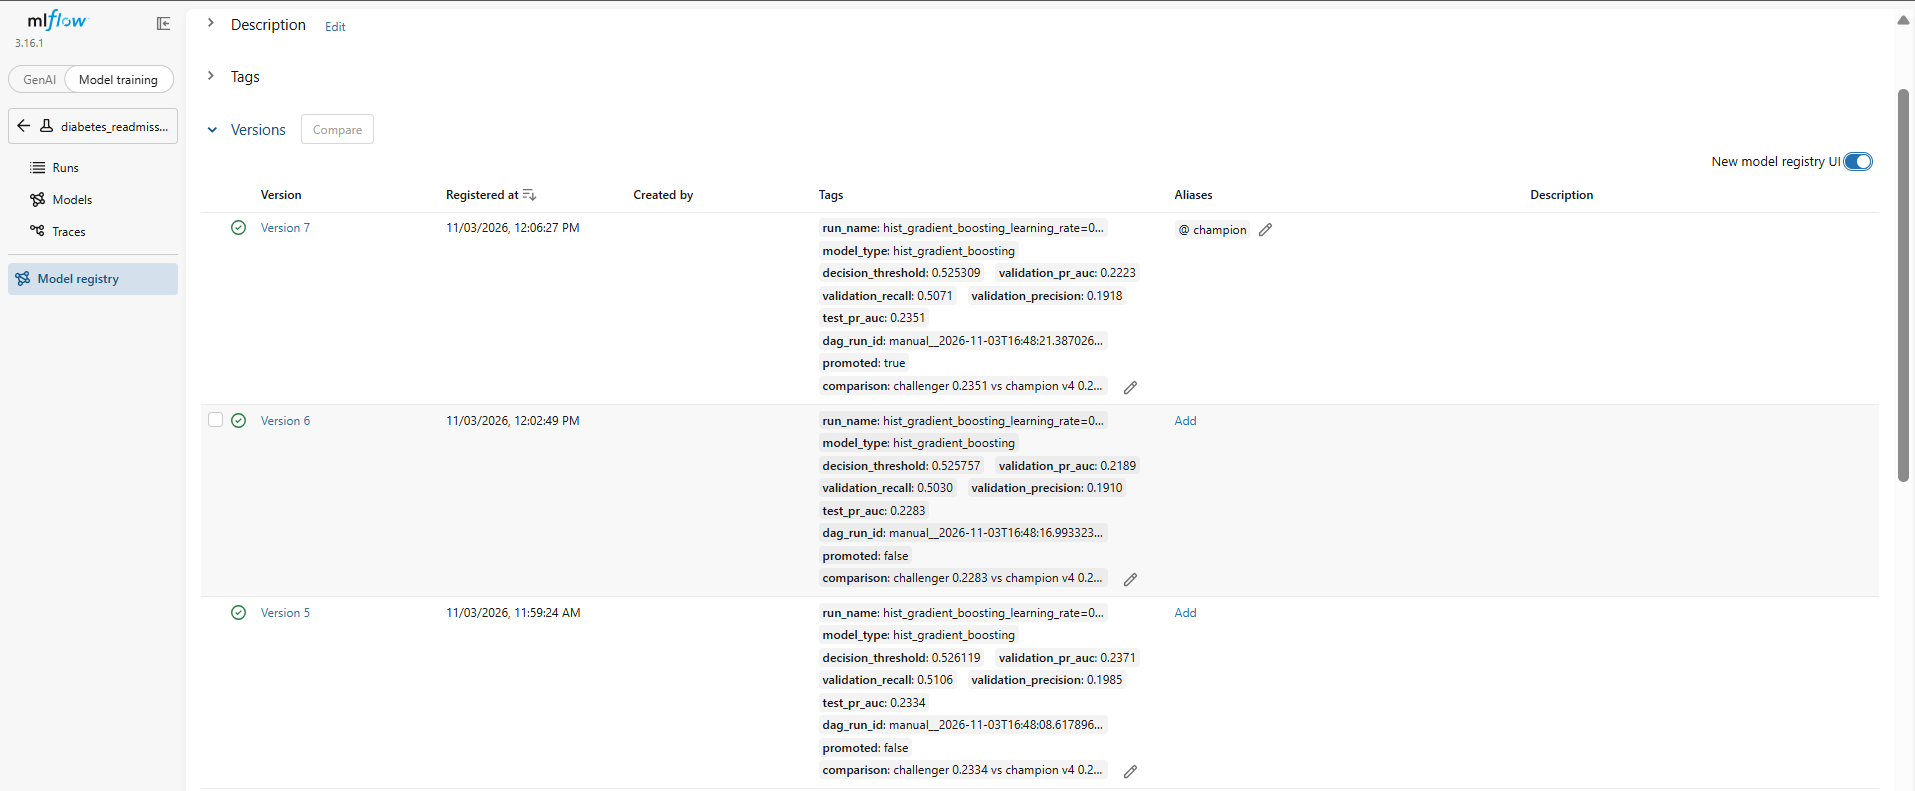 mlflow
3.16.1
GenAI Model training
diabetes_readmiss...
Runs
Models
Traces
Model registry
Description Edit
Tags
Versions Compare
New model registry UI
Version Registered at Created by Tags Aliases Description
Version 7 11/03/2026, 12:06:27 PM run_name: hist_gradient_boosting_learning_rate=0... @ champion
model_type: hist_gradient_boosting
decision_threshold: 0.525309 validation_pr_auc: 0.2223
validation_recall: 0.5071 validation_precision: 0.1918
test_pr_auc: 0.2351
dag_run_id: manual__2026-11-03T16:48:21.387026...
promoted: true
comparison: challenger 0.2351 vs champion v4 0.2...
Version 6 11/03/2026, 12:02:49 PM run_name: hist_gradient_boosting_learning_rate=0... Add
model_type: hist_gradient_boosting
decision_threshold: 0.525757 validation_pr_auc: 0.2189
validation_recall: 0.5030 validation_precision: 0.1910
test_pr_auc: 0.2283
dag_run_id: manual__2026-11-03T16:48:16.993323...
promoted: false
comparison: challenger 0.2283 vs champion v4 0.2...
Version 5 11/03/2026, 11:59:24 AM run_name: hist_gradient_boosting_learning_rate=0... Add
model_type: hist_gradient_boosting
decision_threshold: 0.526119 validation_pr_auc: 0.2371
validation_recall: 0.5106 validation_precision: 0.1985
test_pr_auc: 0.2334
dag_run_id: manual__2026-11-03T16:48:08.617896...
promoted: false
comparison: challenger 0.2334 vs champion v4 0.2...